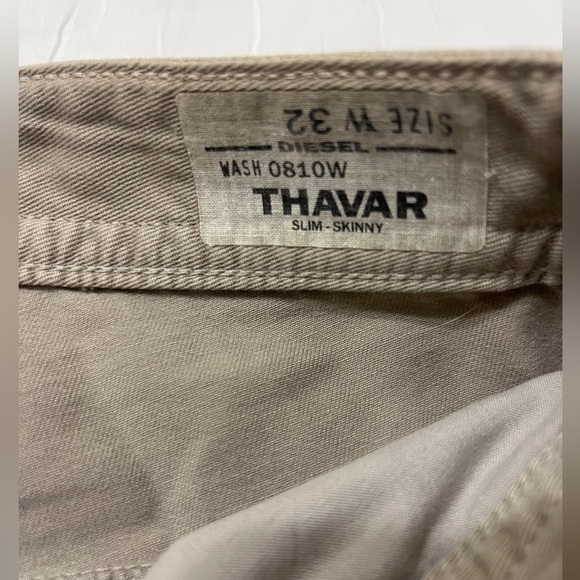 SIZE W 32
DIESEL
WASH 0810W
THAVAR
SLIM-SKINNY